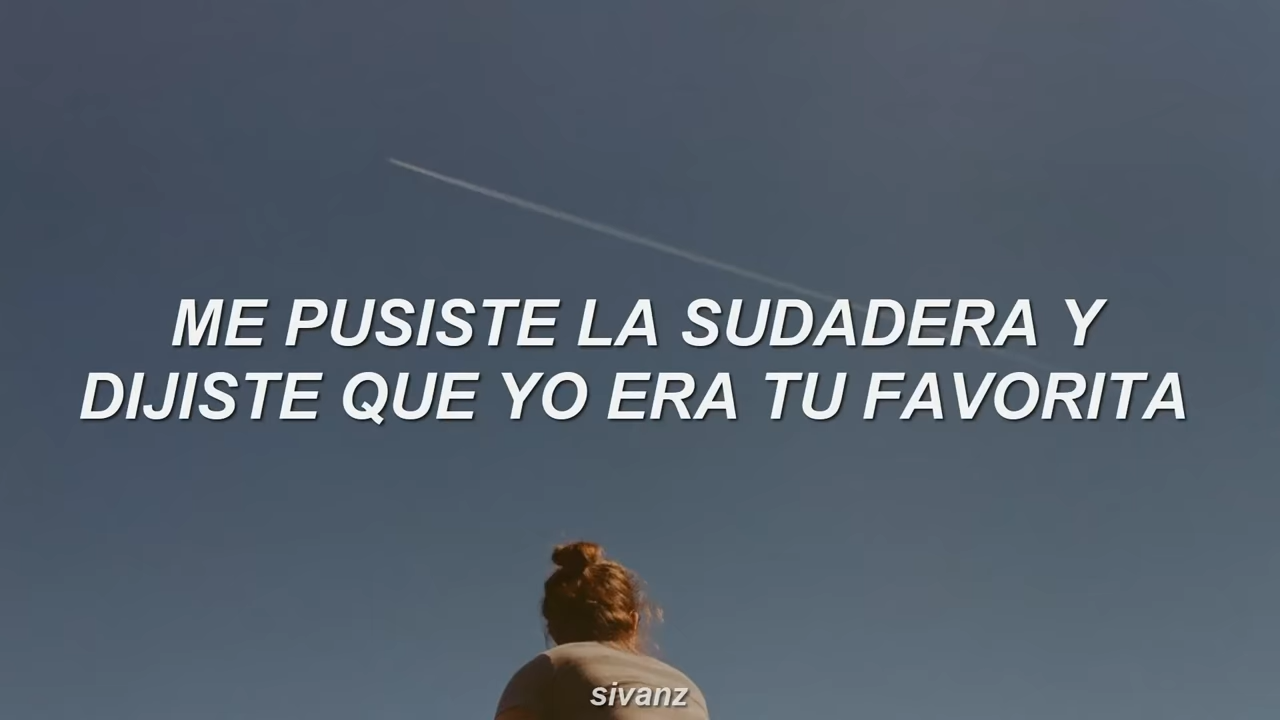 ME PUSISTE LA SUDADERA Y
DIJISTE QUE YO ERA TU FAVORITA
sivanz